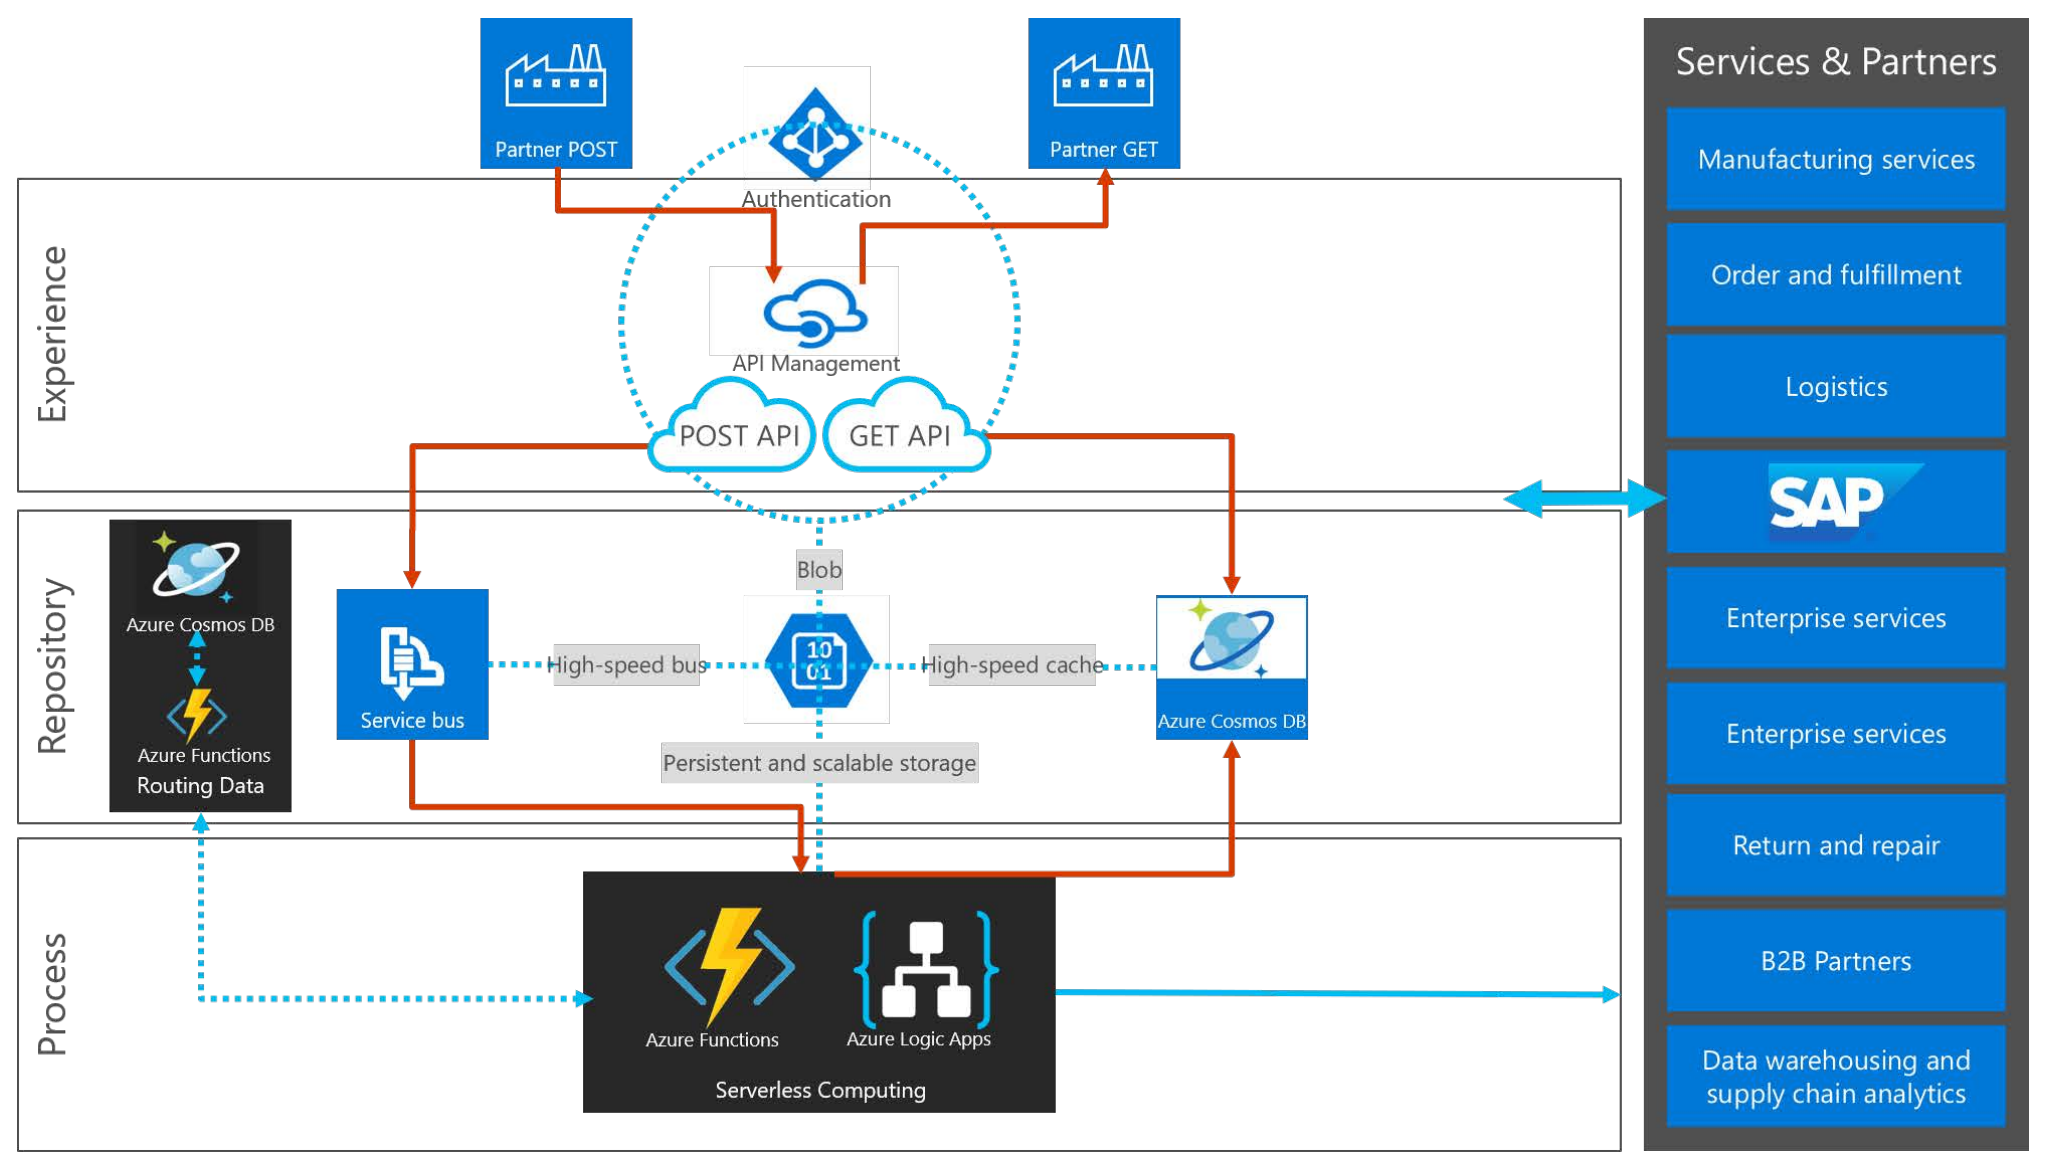 Partner POST
Partner GET
Authentication
API Management
POST API
GET API
Experience
Repository
Process
Azure Cosmos DB
Azure Functions
Routing Data
Service bus
High-speed bus
Blob
10
01
High-speed cache
Persistent and scalable storage
Azure Cosmos DB
Azure Functions
Azure Logic Apps
Serverless Computing
Services & Partners
Manufacturing services
Order and fulfillment
Logistics
SAP
Enterprise services
Enterprise services
Return and repair
B2B Partners
Data warehousing and
supply chain analytics